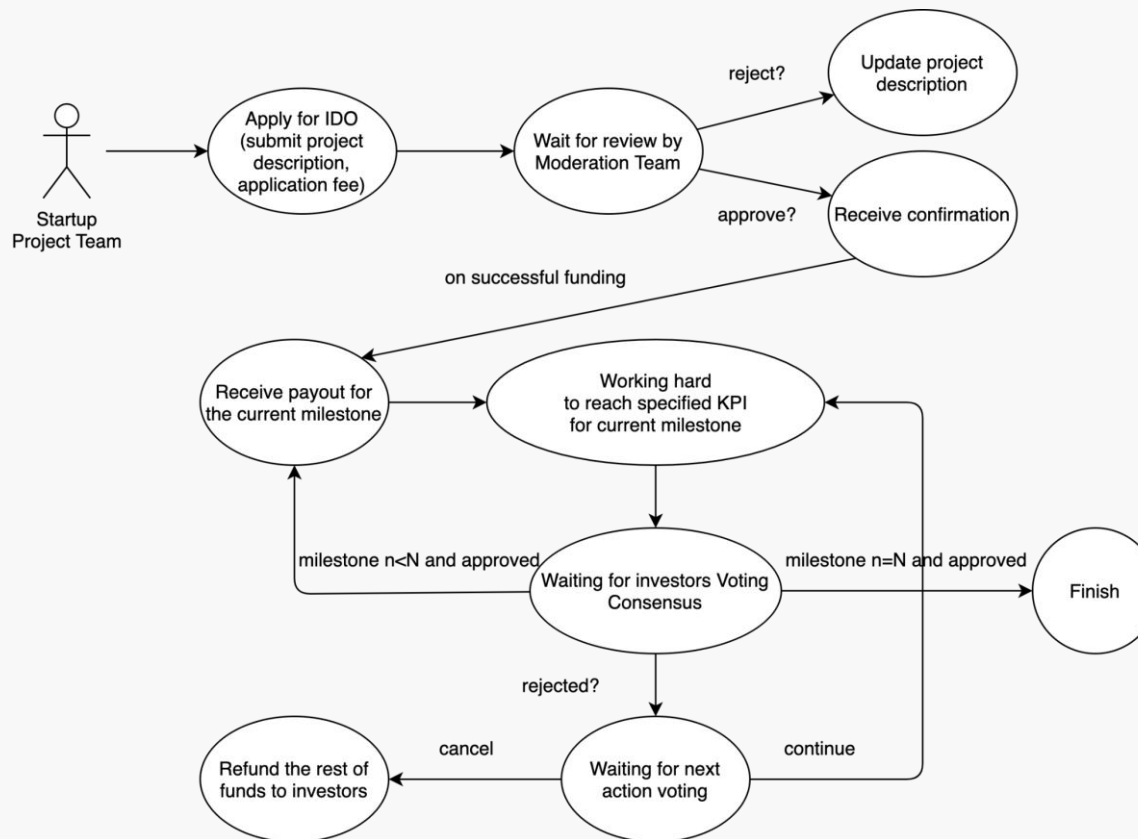 reject?
Update project
description
Apply for IDO
(submit project
description,
application fee)
Wait for review by
Moderation Team
Startup
Project Team
approve?
Receive confirmation
on successful funding
Receive payout for
the current milestone
Working hard
to reach specified KPI
for current milestone
milestone n<N and approved
Waiting for investors Voting
Consensus
milestone n=N and approved
Finish
rejected?
Refund the rest of
funds to investors
cancel
Waiting for next
action voting
continue